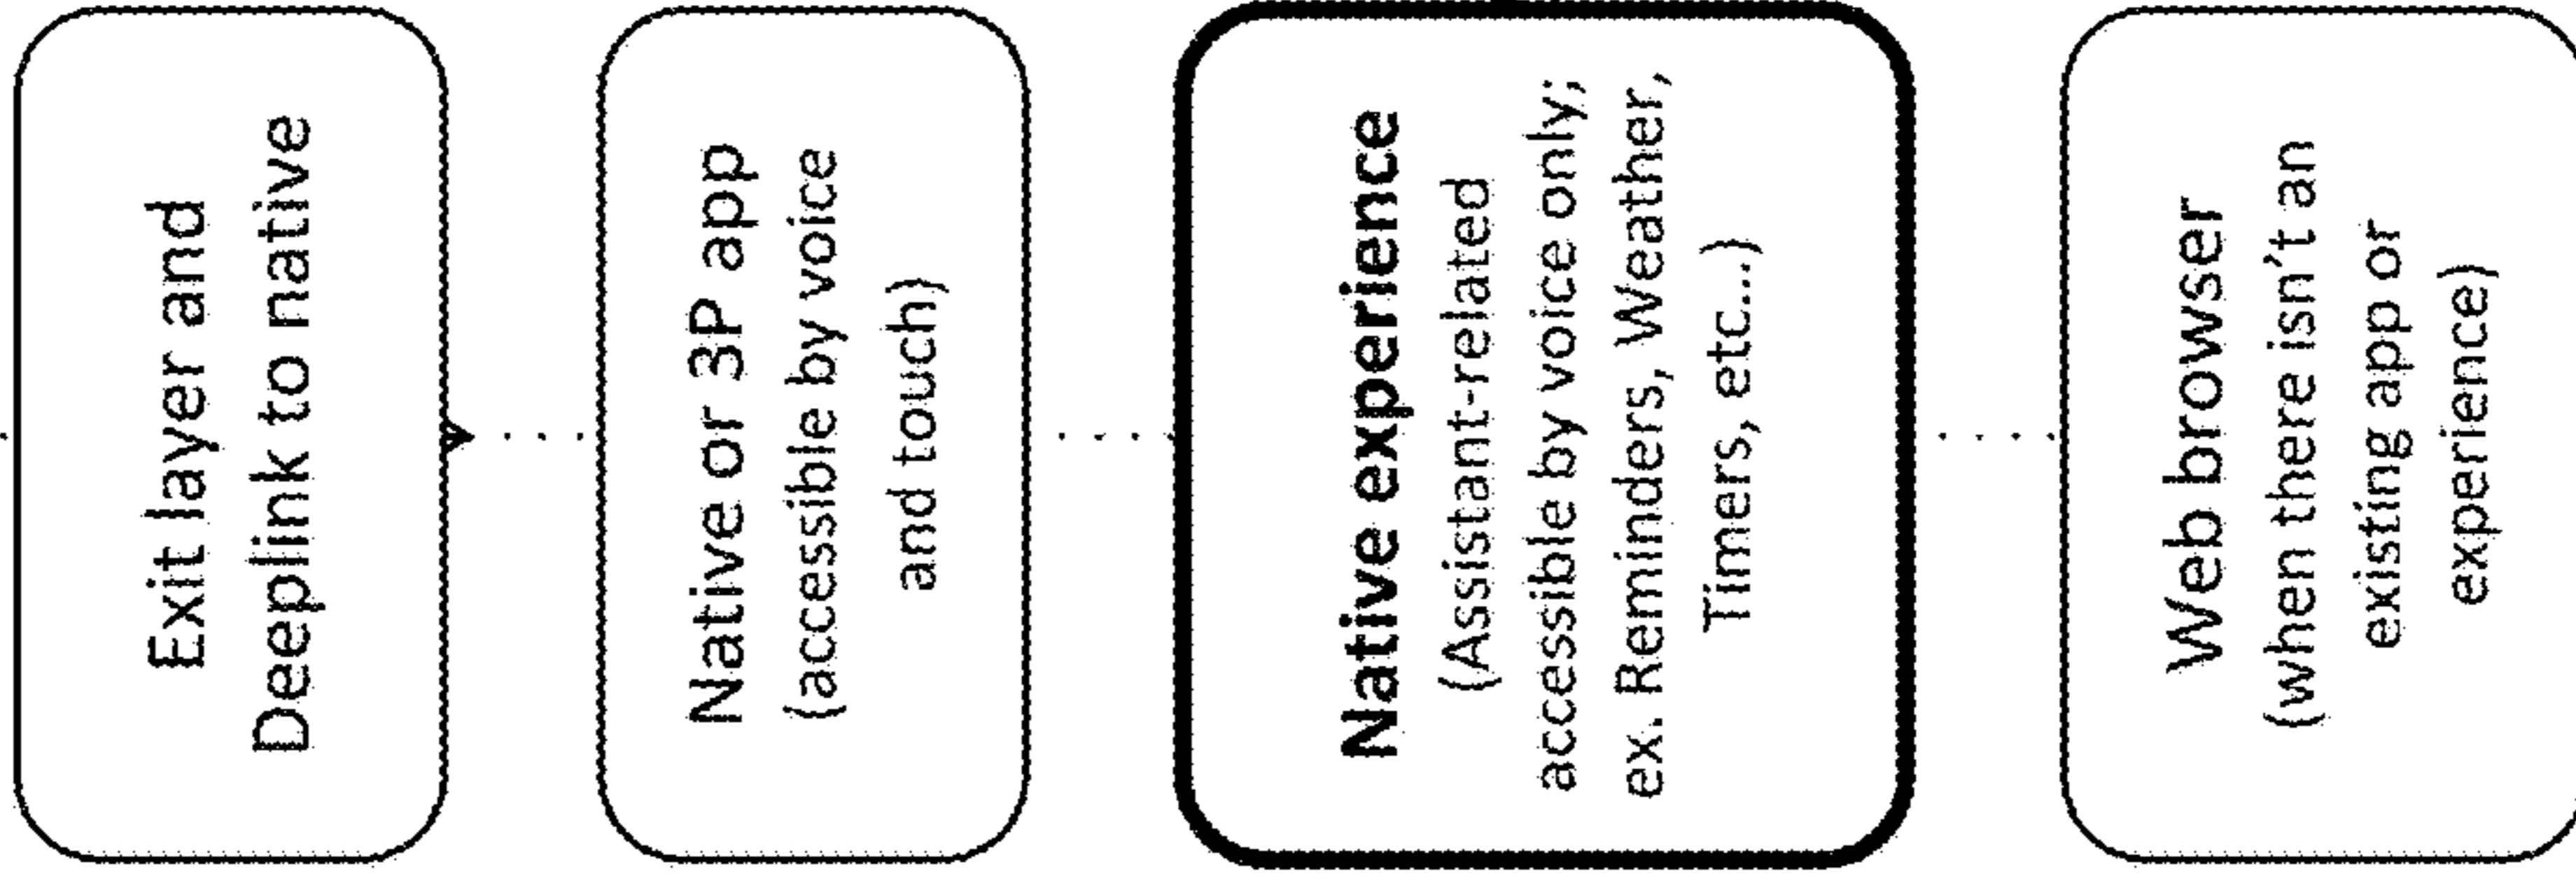 Exit layer and
Deeplink to native
Native or 3P app
(accessible by voice
and touch)
Native experience
(Assistant-related
accessible by voice only;
ex. Reminders, Weather,
Timers, etc...)
Web browser
(when there isn't an
existing app or
experience)